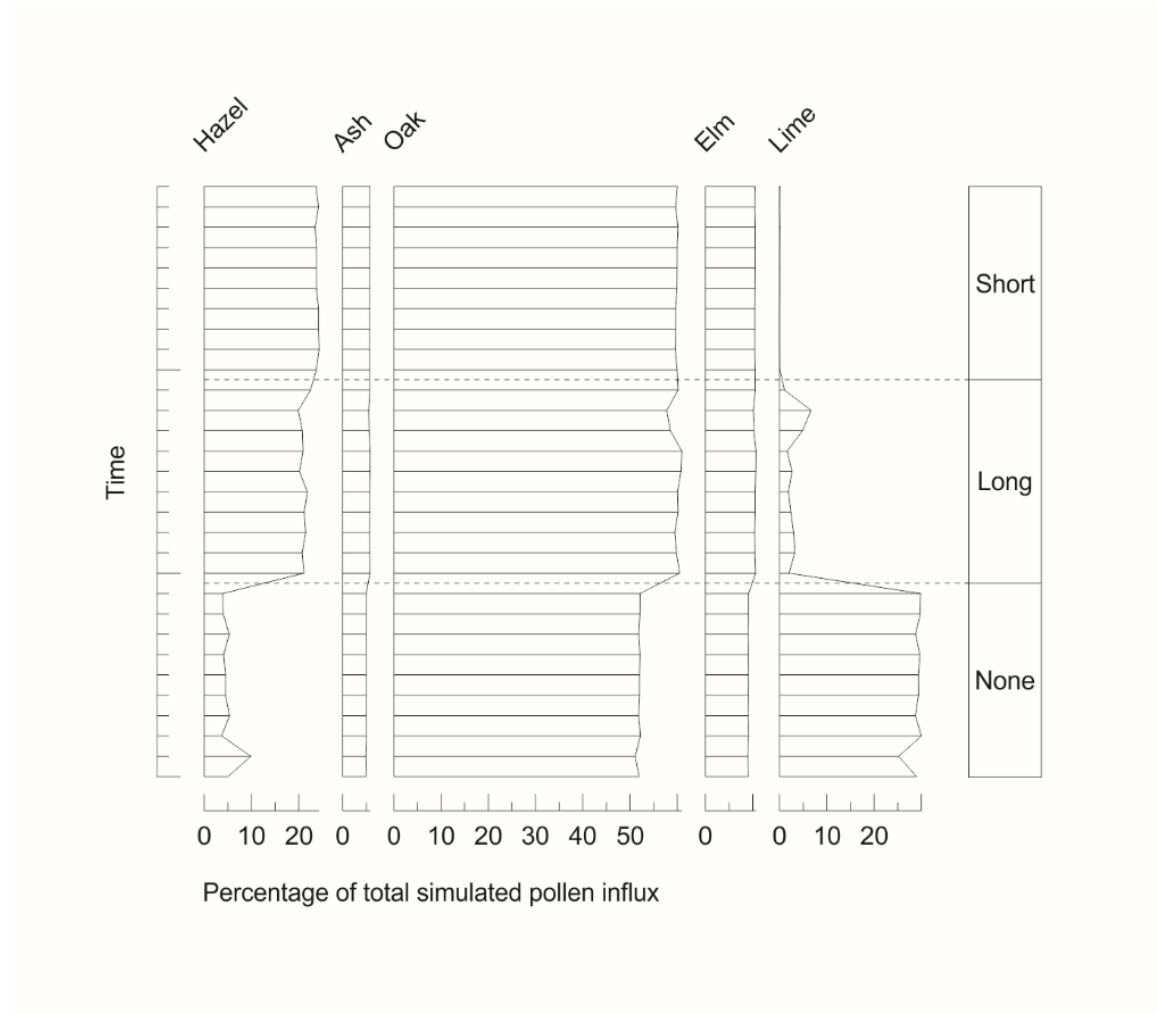 Hazel
Ash
Oak
Elm
Lime
Short
Long
None
Time
0 10 20 0 0 10 20 30 40 50 0 0 10 20
Percentage of total simulated pollen influx